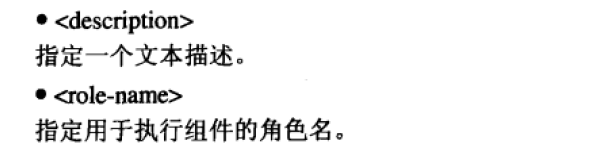 ● <description>
指定一个文本描述。
● <role-name>
指定用于执行组件的角色名。